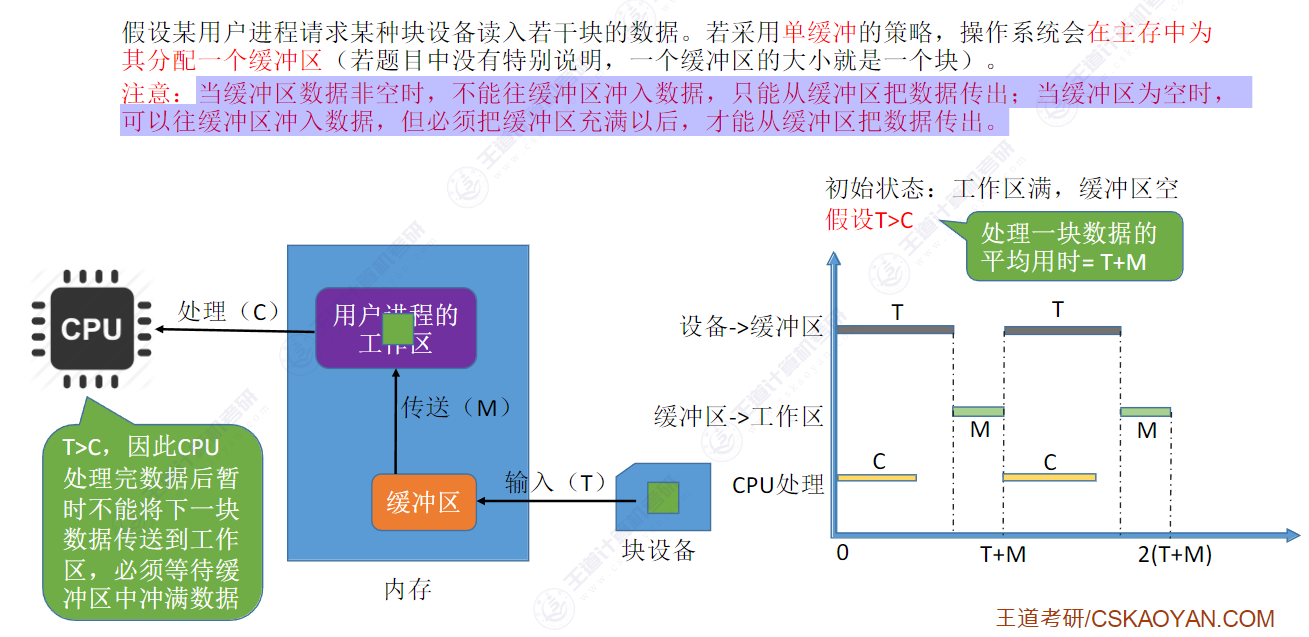 假设某用户进程请求某种块设备读入若干块的数据。若采用单缓冲的策略，操作系统会在主存中为
其分配一个缓冲区（若题目中没有特别说明，一个缓冲区的大小就是一个块）。
注意：当缓冲区数据非空时，不能往缓冲区冲入数据，只能从缓冲区把数据传出；当缓冲区为空时，
可以往缓冲区冲入数据，但必须把缓冲区充满以后，才能从缓冲区把数据传出。
初始状态：工作区满，缓冲区空
假设T>C
处理一块数据的
平均用时= T+M
CPU
处理（C）
用户进程的
工作区
传送（M）
缓冲区
输入（T）
块设备
内存
T>C，因此CPU
处理完数据后暂
时不能将下一块
数据传送到工作
区，必须等待缓
冲区中冲满数据
设备->缓冲区
T
T
缓冲区->工作区
M
M
CPU处理
C
C
0
T+M
2(T+M)
王道考研/CSKAOYAN.COM